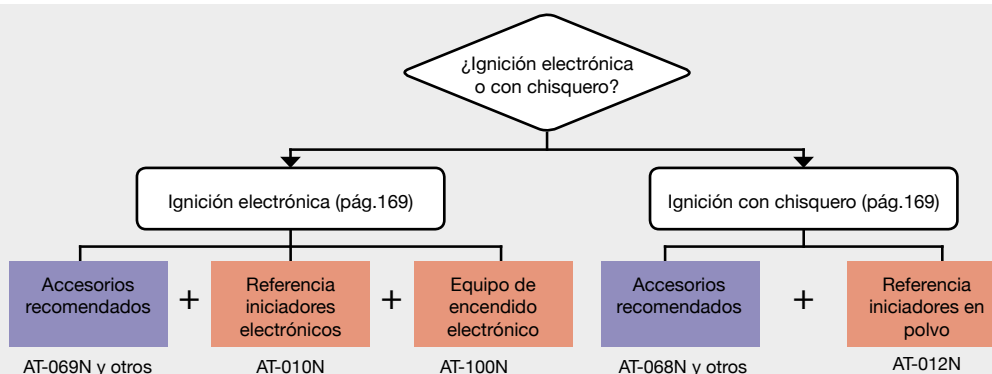 ¿Ignición electrónica
o con chisquero?
Ignición electrónica (pág.169)
Ignición con chisquero (pág.169)
Accesorios
recomendados
+
Referencia
iniciadores
electrónicos
+
Equipo de
encendido
electrónico
Accesorios
recomendados
+
Referencia
iniciadores en
polvo
AT-069N y otros
AT-010N
AT-100N
AT-068N y otros
AT-012N